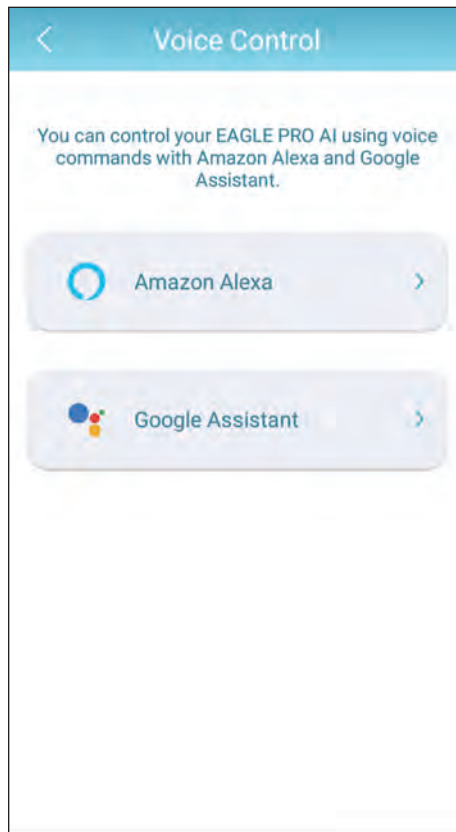 Voice Control
You can control your EAGLE PRO AI using voice
commands with Amazon Alexa and Google
Assistant.
Amazon Alexa
Google Assistant